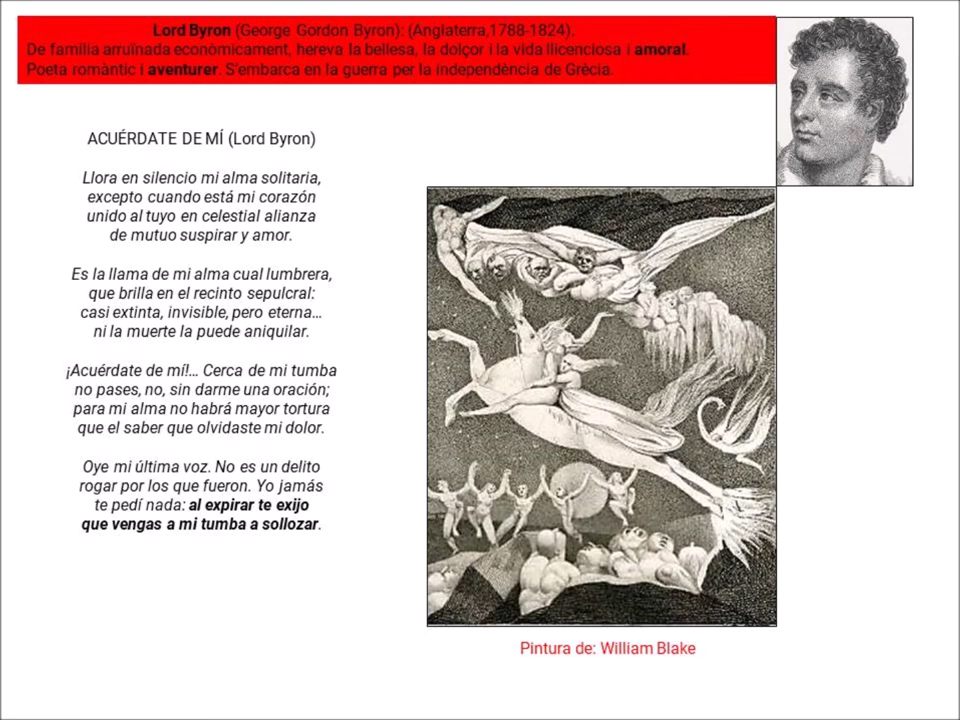 Lord Byron (George Gordon Byron): (Anglaterra,1788-1824).
De família arruïnada econòmicament, hereva la bellesa, la dolçor i la vida llicenciosa i amoral.
Poeta romàntic i aventurer. S'embarca en la guerra per la independència de Grècia.
ACUÉRDATE DE MÍ (Lord Byron)
Llora en silencio mi alma solitaria,
excepto cuando está mi corazón
unido al tuyo en celestial alianza
de mutuo suspirar y amor.
Es la llama de mi alma cual lumbrera,
que brilla en el recinto sepulcral:
casi extinta, invisible, pero eterna...
ni la muerte la puede aniquilar.
¡Acuérdate de mí!... Cerca de mi tumba
no pases, no, sin darme una oración;
para mi alma no habrá mayor tortura
que el saber que olvidaste mi dolor.
Oye mi última voz. No es un delito
rogar por los que fueron. Yo jamás
te pedí nada: al expirar te exijo
que vengas a mi tumba a sollozar.
Pintura de: William Blake